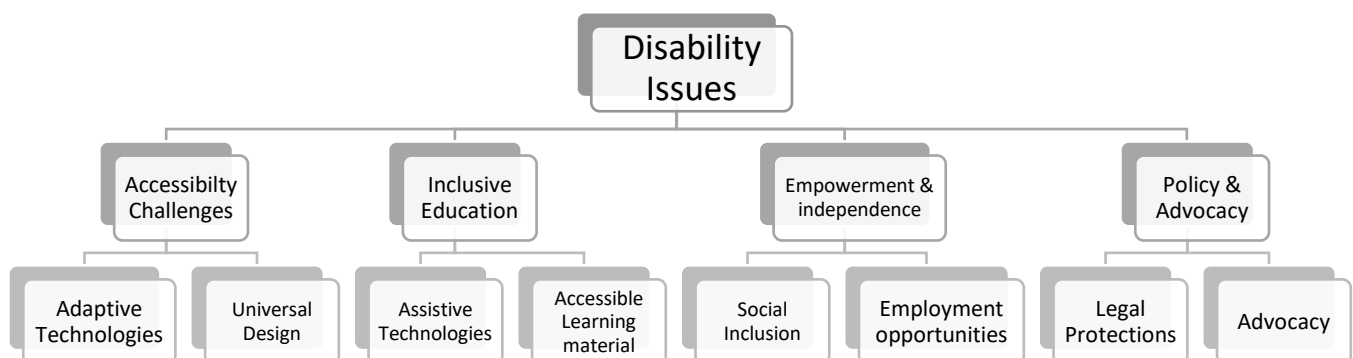 Disability
Issues
Accessibilty
Challenges
Inclusive
Education
Empowerment &
independence
Policy &
Advocacy
Adaptive
Technologies
Universal
Design
Assistive
Technologies
Accessible
Learning
material
Social
Inclusion
Employment
opportunities
Legal
Protections
Advocacy